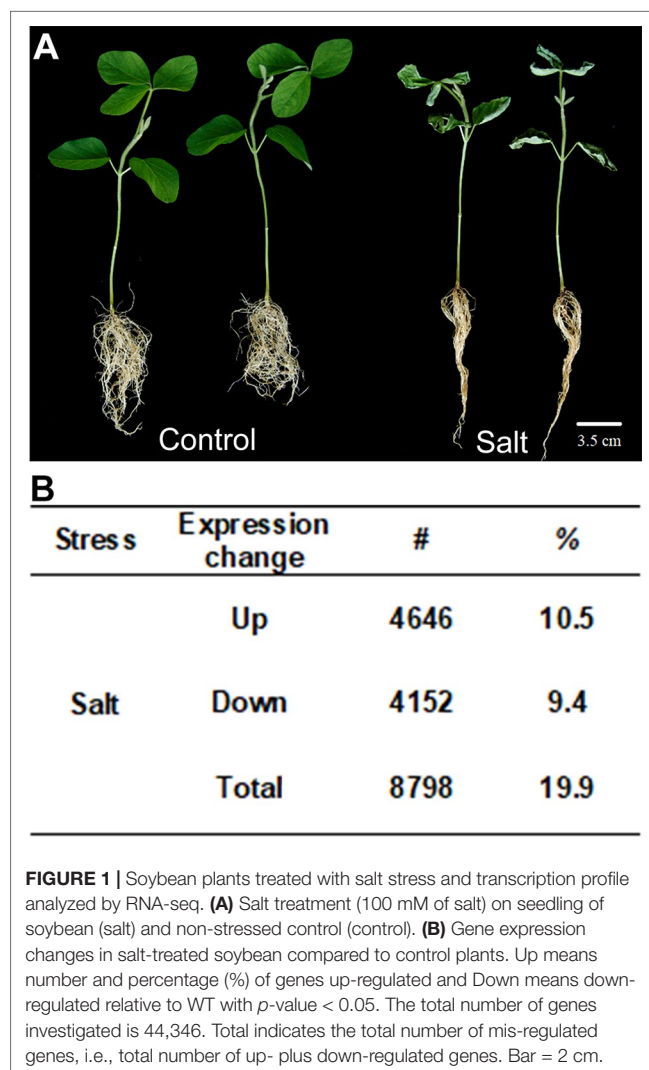 A
Control
Salt
3.5 cm
B
Stress Expression change # %
Up 4646 10.5
Salt Down 4152 9.4
Total 8798 19.9
FIGURE 1 | Soybean plants treated with salt stress and transcription profile
analyzed by RNA-seq. (A) Salt treatment (100 mM of salt) on seedling of
soybean (salt) and non-stressed control (control). (B) Gene expression
changes in salt-treated soybean compared to control plants. Up means
number and percentage (%) of genes up-regulated and Down means down-
regulated relative to WT with p-value < 0.05. The total number of genes
investigated is 44,346. Total indicates the total number of mis-regulated
genes, i.e., total number of up- plus down-regulated genes. Bar = 2 cm.